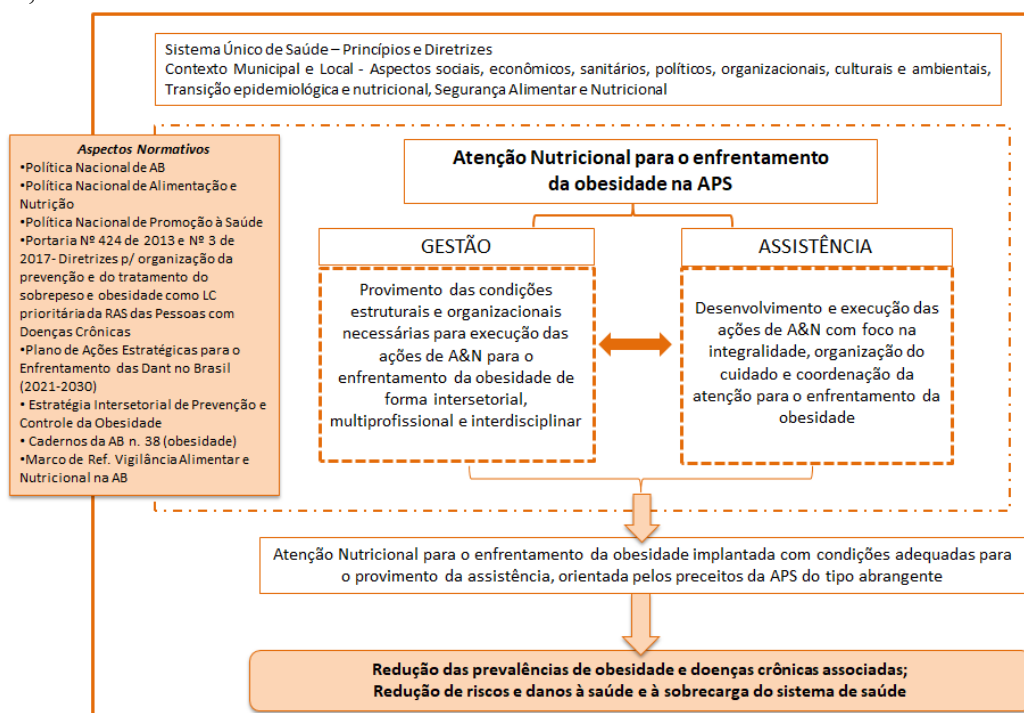 Sistema Único de Saúde – Princípios e Diretrizes
Contexto Municipal e Local - Aspectos sociais, econômicos, sanitários, políticos, organizacionais, culturais e ambientais,
Transição epidemiológica e nutricional, Segurança Alimentar e Nutricional
Aspectos Normativos
•Política Nacional de AB
•Política Nacional de Alimentação e
Nutrição
•Política Nacional de Promoção à Saúde
•Portaria Nº 424 de 2013 e Nº 3 de
2017- Diretrizes p/ organização da
prevenção e do tratamento do
sobrepeso e obesidade como LC
prioritária da RAS das Pessoas com
Doenças Crônicas
•Plano de Ações Estratégicas para o
Enfrentamento das Dant no Brasil
(2021-2030)
• Estratégia Intersetorial de Prevenção e
Controle da Obesidade
• Cadernos da AB n. 38 (obesidade)
•Marco de Ref. Vigilância Alimentar e
Nutricional na AB
Atenção Nutricional para o enfrentamento
da obesidade na APS
GESTÃO
Provimento das condições
estruturais e organizacionais
necessárias para execução das
ações de A&N para o
enfrentamento da obesidade de
forma intersetorial,
multiprofissional e interdisciplinar
ASSISTÊNCIA
Desenvolvimento e execução das
ações de A&N com foco na
integralidade, organização do
cuidado e coordenação da
atenção para o enfrentamento da
obesidade
Atenção Nutricional para o enfrentamento da obesidade implantada com condições adequadas para
o provimento da assistência, orientada pelos preceitos da APS do tipo abrangente
Redução das prevalências de obesidade e doenças crônicas associadas;
Redução de riscos e danos à saúde e à sobrecarga do sistema de saúde